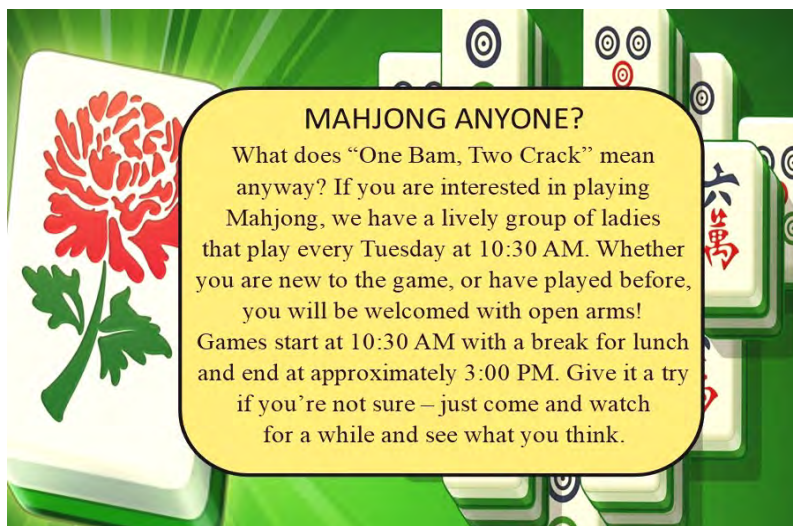 MAHJONG ANYONE?
What does “One Bam, Two Crack” mean
anyway? If you are interested in playing
Mahjong, we have a lively group of ladies
that play every Tuesday at 10:30 AM. Whether
you are new to the game, or have played before,
you will be welcomed with open arms!
Games start at 10:30 AM with a break for lunch
and end at approximately 3:00 PM. Give it a try
if you’re not sure – just come and watch
for a while and see what you think.
六
萬